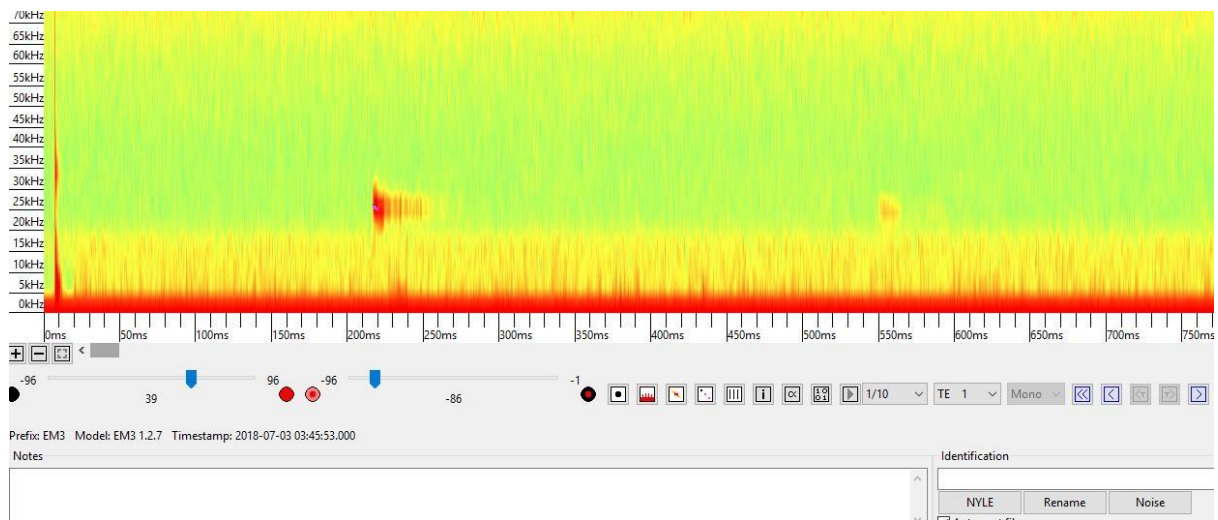 70kHz
65kHz
60kHz
55kHz
50kHz
45kHz
40kHz
35kHz
30kHz
25kHz
20kHz
15kHz
10kHz
5kHz
0kHz
0ms 50ms 100ms 150ms 200ms 250ms 300ms 350ms 400ms 450ms 500ms 550ms 600ms 650ms 700ms 750ms
-96 96 -96 -1
39 -86
1/10 TE 1 Mono
Prefix: EM3 Model: EM3 1.2.7 Timestamp: 2018-07-03 03:45:53.000
Notes Identification
NYLE Rename Noise